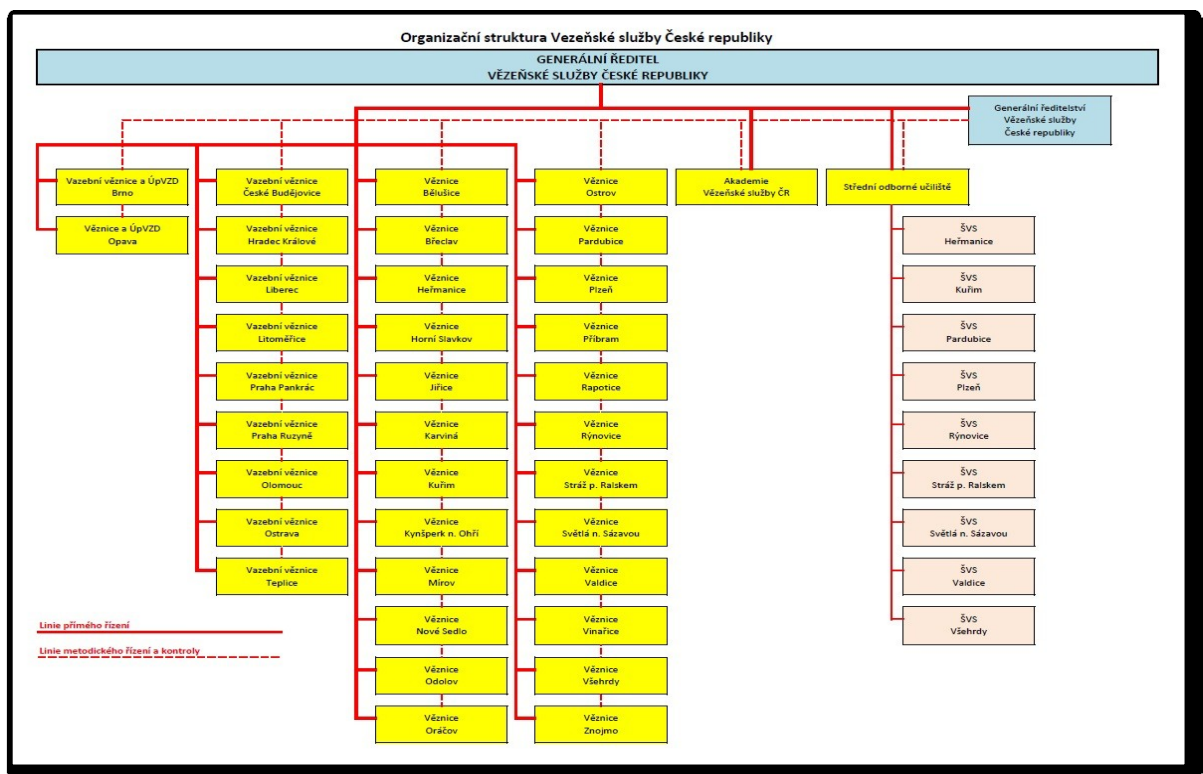 Organizační struktura Vezeňské služby České republiky
GENERÁLNÍ ŘEDITEL
VĚZEŇSKÉ SLUŽBY ČESKÉ REPUBLIKY
Generální ředitelství
Vězeňské služby
České republiky
Vazební věznice a ÚpVZD
Brno
Věznice a ÚpVZD
Opava
Vazební věznice
České Budějovice
Vazební věznice
Hradec Králové
Vazební věznice
Liberec
Vazební věznice
Litoměřice
Vazební věznice
Praha Pankrác
Vazební věznice
Praha Ruzyně
Vazební věznice
Olomouc
Vazební věznice
Ostrava
Vazební věznice
Teplice
Věznice
Bělušice
Věznice
Břeclav
Věznice
Heřmanice
Věznice
Horní Slavkov
Věznice
Jiřice
Věznice
Karviná
Věznice
Kuřim
Věznice
Kynšperk n. Ohří
Věznice
Mírov
Věznice
Nové Sedlo
Věznice
Odolov
Věznice
Oráčov
Věznice
Ostrov
Věznice
Pardubice
Věznice
Plzeň
Věznice
Příbram
Věznice
Rapotice
Věznice
Rýnovice
Věznice
Stráž p. Ralskem
Věznice
Světlá n. Sázavou
Věznice
Valdice
Věznice
Vinařice
Věznice
Všehrdy
Věznice
Znojmo
Akademie
Vězeňské služby ČR
Střední odborné učiliště
ŠVS
Heřmanice
ŠVS
Kuřim
ŠVS
Pardubice
ŠVS
Plzeň
ŠVS
Rýnovice
ŠVS
Stráž p. Ralskem
ŠVS
Světlá n. Sázavou
ŠVS
Valdice
ŠVS
Všehrdy
Linie přímého řízení
Linie metodického řízení a kontroly